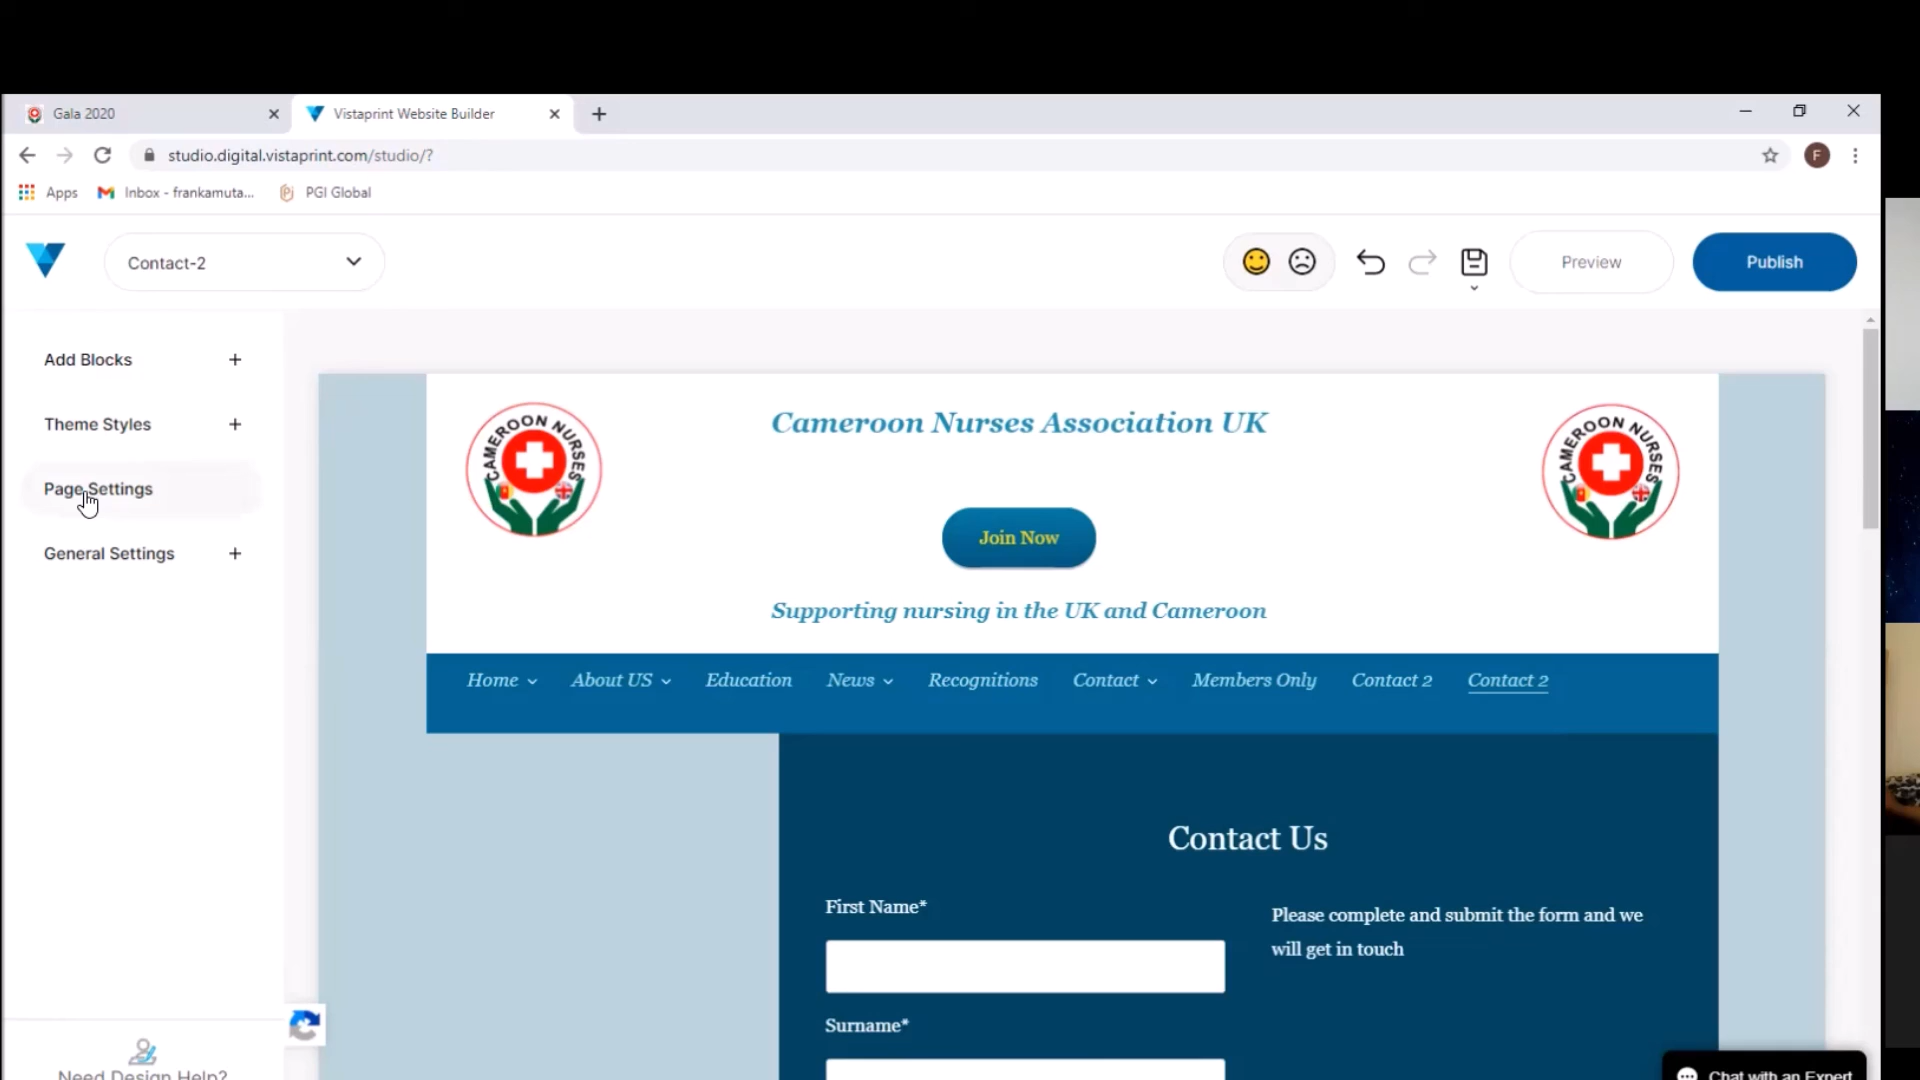 Gala 2020
Vistaprint Website Builder
studio.digital.vistaprint.com/studio/?
F
Apps
Inbox - frankamuta...
PGI Global
Contact-2
Preview
Publish
Add Blocks
Theme Styles
Page Settings
General Settings
CAMEROON NURSES
Cameroon Nurses Association UK
CAMEROON NURSES
Join Now
Supporting nursing in the UK and Cameroon
Home
About US
Education
News
Recognitions
Contact
Members Only
Contact 2
Contact 2
Contact Us
First Name*
Please complete and submit the form and we
will get in touch
Surname*
Need Design Help?
Chat with an Expert